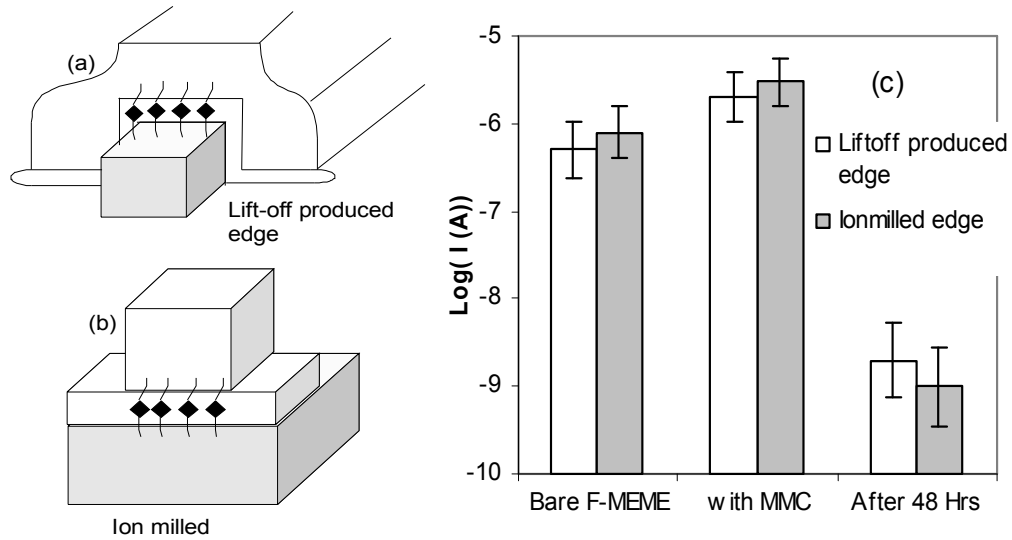 (a)
Lift-off produced
edge
(b)
Ion milled
-5
-6
-7
-8
-9
-10
Log( I (A))
(c)
Liftoff produced
edge
Ionmilled edge
Bare F-MEME
with MMC
After 48 Hrs